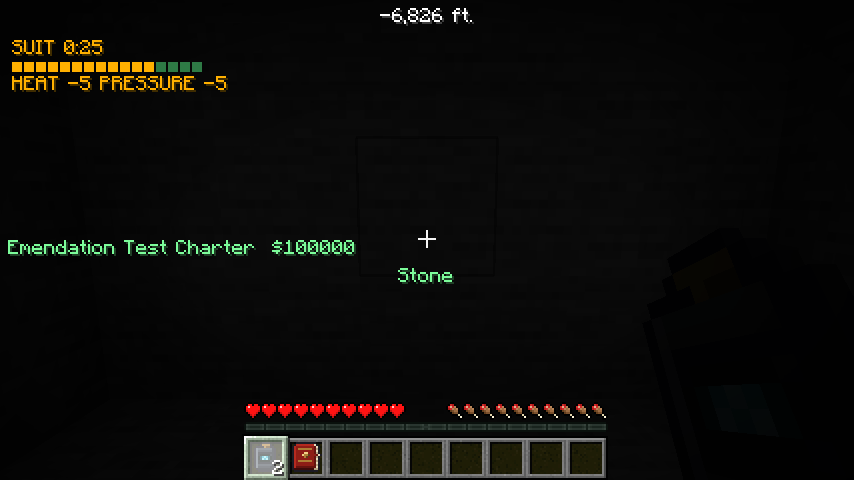 -6,826 ft.
SUIT 0:25
HEAT -5 PRESSURE -5
Emendation Test Charter $100000
Stone
2